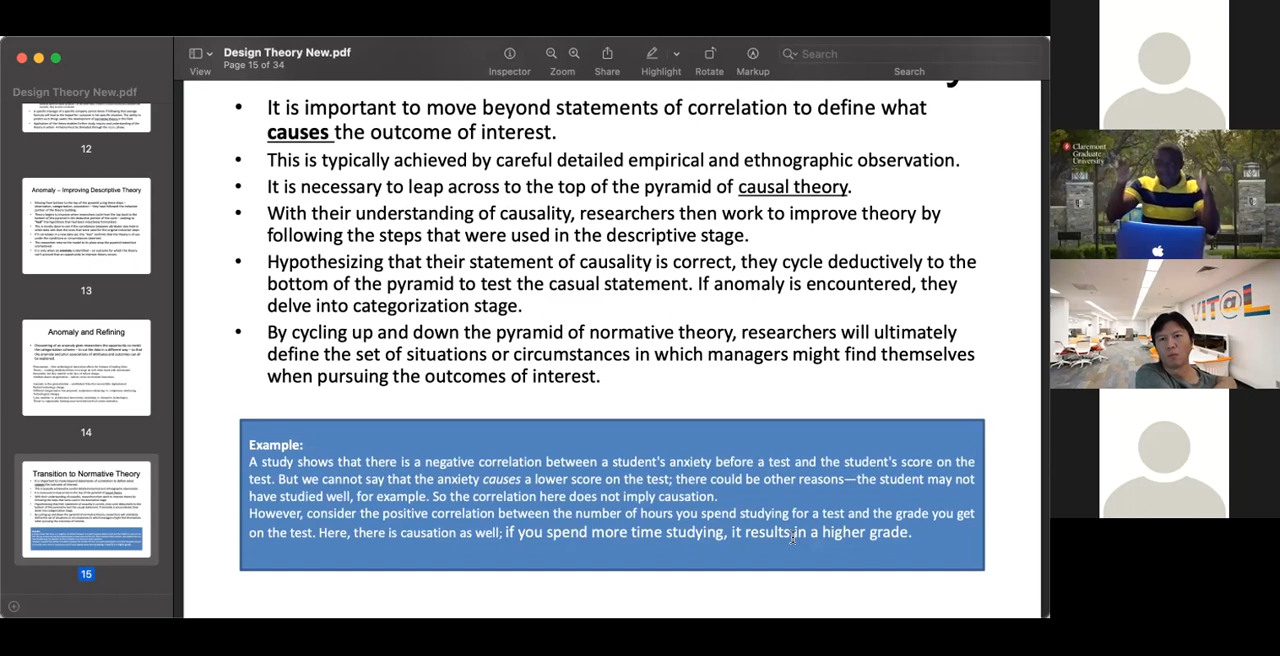 Design Theory New.pdf
Page 15 of 34
View
Inspector
Zoom
Share
Highlight
Rotate
Markup
Search
Search
Design Theory New.pdf
12
Anomaly – Improving Descriptive Theory
13
Anomaly and Refining
14
Transition to Normative Theory
15
• It is important to move beyond statements of correlation to define what
causes the outcome of interest.
• This is typically achieved by careful detailed empirical and ethnographic observation.
• It is necessary to leap across to the top of the pyramid of causal theory.
• With their understanding of causality, researchers then work to improve theory by
following the steps that were used in the descriptive stage.
• Hypothesizing that their statement of causality is correct, they cycle deductively to the
bottom of the pyramid to test the casual statement. If anomaly is encountered, they
delve into categorization stage.
• By cycling up and down the pyramid of normative theory, researchers will ultimately
define the set of situations or circumstances in which managers might find themselves
when pursuing the outcomes of interest.
Example:
A study shows that there is a negative correlation between a student's anxiety before a test and the student's score on the
test. But we cannot say that the anxiety causes a lower score on the test; there could be other reasons—the student may not
have studied well, for example. So the correlation here does not imply causation.
However, consider the positive correlation between the number of hours you spend studying for a test and the grade you get
on the test. Here, there is causation as well; if you spend more time studying, it results in a higher grade.
Claremont
Graduate
University
VIT@L